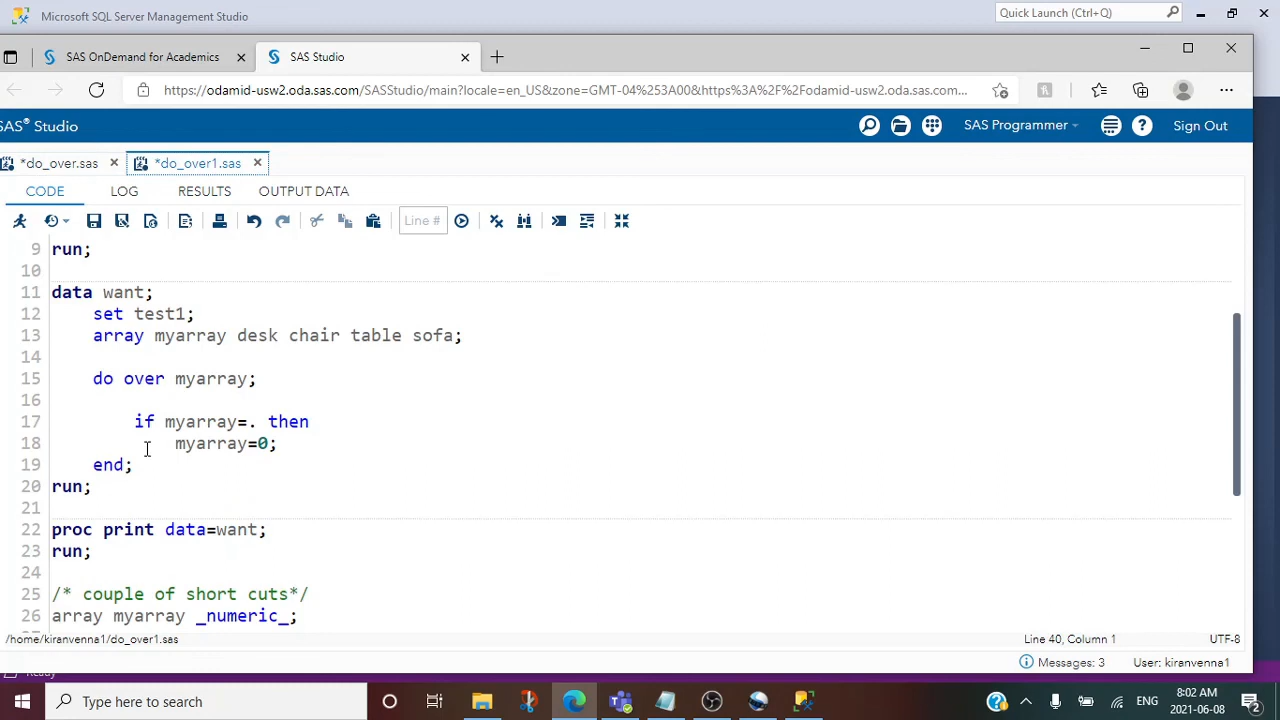 Microsoft SQL Server Management Studio
Quick Launch (Ctrl+Q)
SAS OnDemand for Academics
SAS Studio
https://odamid-usw2.oda.sas.com/SASStudio/main?locale=en_US&zone=GMT-04%253A00&https%3A%2F%2Fodamid-usw2.oda.sas.com...
SAS® Studio
SAS Programmer
Sign Out
*do_over.sas
*do_over1.sas
CODE LOG RESULTS OUTPUT DATA
Line #
9 run;
10
11 data want;
12 set test1;
13 array myarray desk chair table sofa;
14
15 do over myarray;
16
17 if myarray=. then
18 myarray=0;
19 end;
20 run;
21
22 proc print data=want;
23 run;
24
25 /* couple of short cuts*/
26 array myarray _numeric_;
/home/kiranvenna1/do_over1.sas
Line 40, Column 1
UTF-8
Messages: 3
User: kiranvenna1
Ready
Type here to search
ENG
8:02 AM
2021-06-08
2